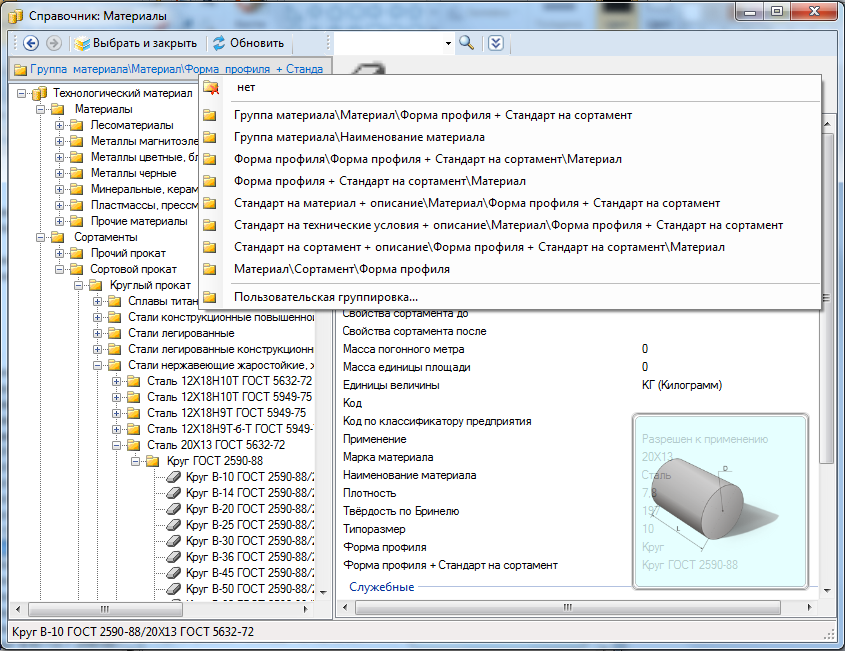 Справочник: Материалы
Выбрать и закрыть
Обновить
Группа материала\Материал\Форма профиля + Станда
нет
Группа материала\Материал\Форма профиля + Стандарт на сортамент
Группа материала\Наименование материала
Форма профиля\Форма профиля + Стандарт на сортамент\Материал
Форма профиля + Стандарт на сортамент\Материал
Стандарт на материал + описание\Материал\Форма профиля + Стандарт на сортамент
Стандарт на технические условия + описание\Материал\Форма профиля + Стандарт на сортамент
Стандарт на сортамент + описание\Форма профиля + Стандарт на сортамент\Материал
Материал\Сортамент\Форма профиля
Пользовательская группировка...
Технологический материал
Материалы
Лесоматериалы
Металлы магнитоэле
Металлы цветные, бл
Металлы черные
Минеральные, керам
Пластмассы, прессм
Прочие материалы
Сортаменты
Прочий прокат
Сортовой прокат
Круглый прокат
Сплавы титан
Стали конструкционные повышенно
Стали легированные
Стали легированные конструкционн
Стали нержавеющие жаростойкие, ж
Сталь 12Х18Н10Т ГОСТ 5632-72
Сталь 12Х18Н10Т ГОСТ 5949-75
Сталь 12Х18Н9Т ГОСТ 5949-75
Сталь 12Х18Н9Т-б-Т ГОСТ 5949-
Сталь 20Х13 ГОСТ 5632-72
Круг ГОСТ 2590-88
Круг В-10 ГОСТ 2590-88/2
Круг В-14 ГОСТ 2590-88/2
Круг В-20 ГОСТ 2590-88/2
Круг В-25 ГОСТ 2590-88/2
Круг В-30 ГОСТ 2590-88/2
Круг В-36 ГОСТ 2590-88/2
Круг В-45 ГОСТ 2590-88/2
Круг В-50 ГОСТ 2590-88/2
Свойства сортамента до
Свойства сортамента после
Масса погонного метра 0
Масса единицы площади 0
Единицы величины КГ (Килограмм)
Код
Код по классификатору предприятия
Применение Разрешен к применению
Марка материала 20Х13
Наименование материала Сталь
Плотность 7,8
Твёрдость по Бринелю 197
Типоразмер 10
Форма профиля Круг
Форма профиля + Стандарт на сортамент Круг ГОСТ 2590-88
D
L
Служебные
Круг В-10 ГОСТ 2590-88/20Х13 ГОСТ 5632-72